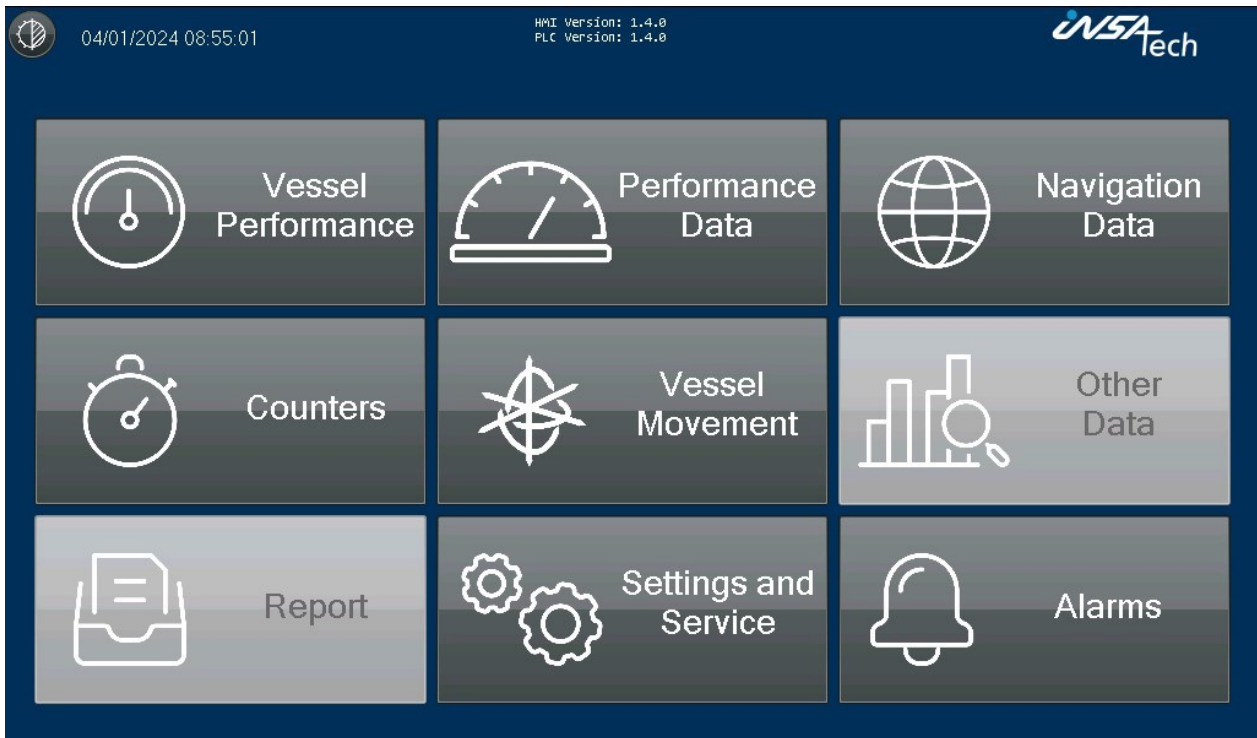 04/01/2024 08:55:01
HMI Version: 1.4.0
PLC Version: 1.4.0
iNSATech
Vessel
Performance
Performance
Data
Navigation
Data
Counters
Vessel
Movement
Other
Data
Report
Settings and
Service
Alarms